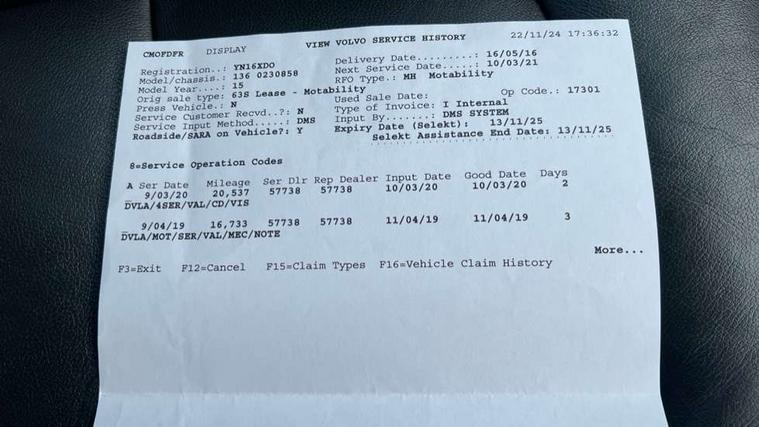 CMOFDFR DISPLAY VIEW VOLVO SERVICE HISTORY 22/11/24 17:36:32
Registration..: YN16XDO Delivery Date.........: 16/05/16
Model/chassis.: 136 0230858 Next Service Date.....: 10/03/21
Model Year....: 15 RFO Type.: MH Motability
Orig sale type: 63S Lease - Motability
Press Vehicle.: N Used Sale Date: Op Code.: 17301
Service Customer Recvd..?: N Type of Invoice: I Internal
Service Input Method.....: DMS Input By.......: DMS SYSTEM
Roadside/SARA on Vehicle?: Y Expiry Date (Selekt): 13/11/25
Selekt Assistance End Date: 13/11/25
8=Service Operation Codes
A Ser Date Mileage Ser Dlr Rep Dealer Input Date Good Date Days
9/03/20 20,537 57738 57738 10/03/20 10/03/20 2
DVLA/4SER/VAL/CD/VIS
9/04/19 16,733 57738 57738 11/04/19 11/04/19 3
DVLA/MOT/SER/VAL/MEC/NOTE
More...
F3=Exit F12=Cancel F15=Claim Types F16=Vehicle Claim History